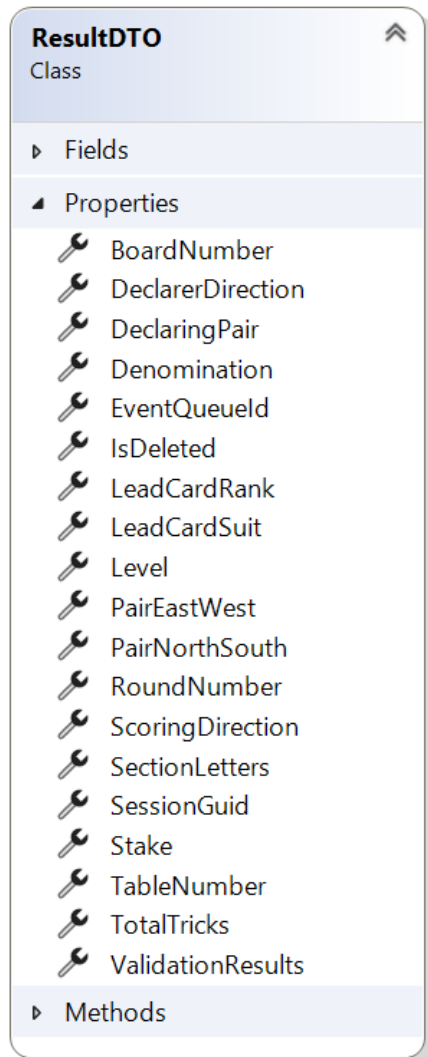 ResultDTO
Class
Fields
Properties
BoardNumber
DeclarerDirection
DeclaringPair
Denomination
EventQueueId
IsDeleted
LeadCardRank
LeadCardSuit
Level
PairEastWest
PairNorthSouth
RoundNumber
ScoringDirection
SectionLetters
SessionGuid
Stake
TableNumber
TotalTricks
ValidationResults
Methods